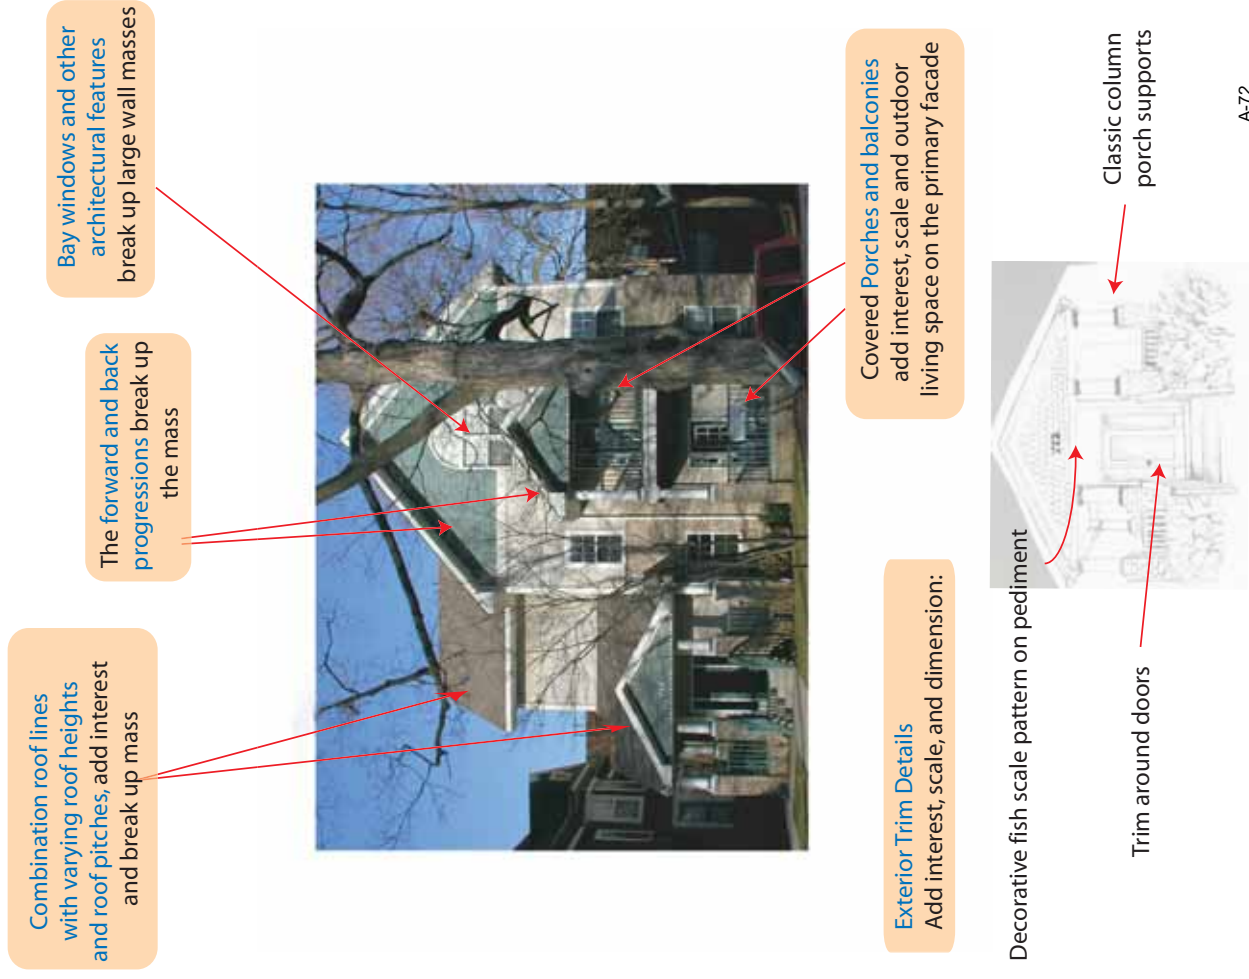 Combination roof lines
with varying roof heights
and roof pitches, add interest
and break up mass
The forward and back
progressions break up
the mass
Bay windows and other
architectural features
break up large wall masses
Covered Porches and balconies
add interest, scale and outdoor
living space on the primary facade
Exterior Trim Details
Add interest, scale, and dimension:
Decorative fish scale pattern on pediment
Trim around doors
Classic column
porch supports
A-72